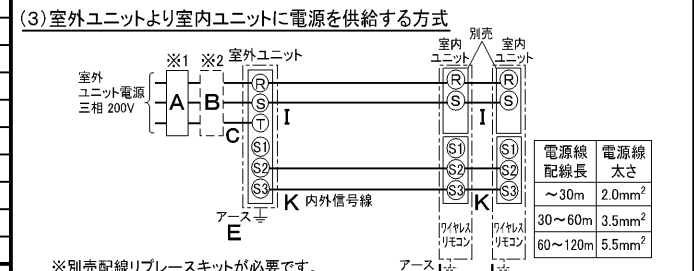 (3)室外ユニットより室内ユニットに電源を供給する方式
別売
※1 ※2 室外ユニット
室内ユニット
室内ユニット
室外ユニット電源
三相 200V
A
B
C
R
S
T
S1
S2
S3
I
K 内外信号線
アース
E
R
S
S1
S2
S3
ワイヤレスリモコン
アース
I
K
R
S
S1
S2
S3
ワイヤレスリモコン
電源線配線長 電源線太さ
~30m 2.0mm²
30~60m 3.5mm²
60~120m 5.5mm²
※別売配線リプレースキットが必要です。